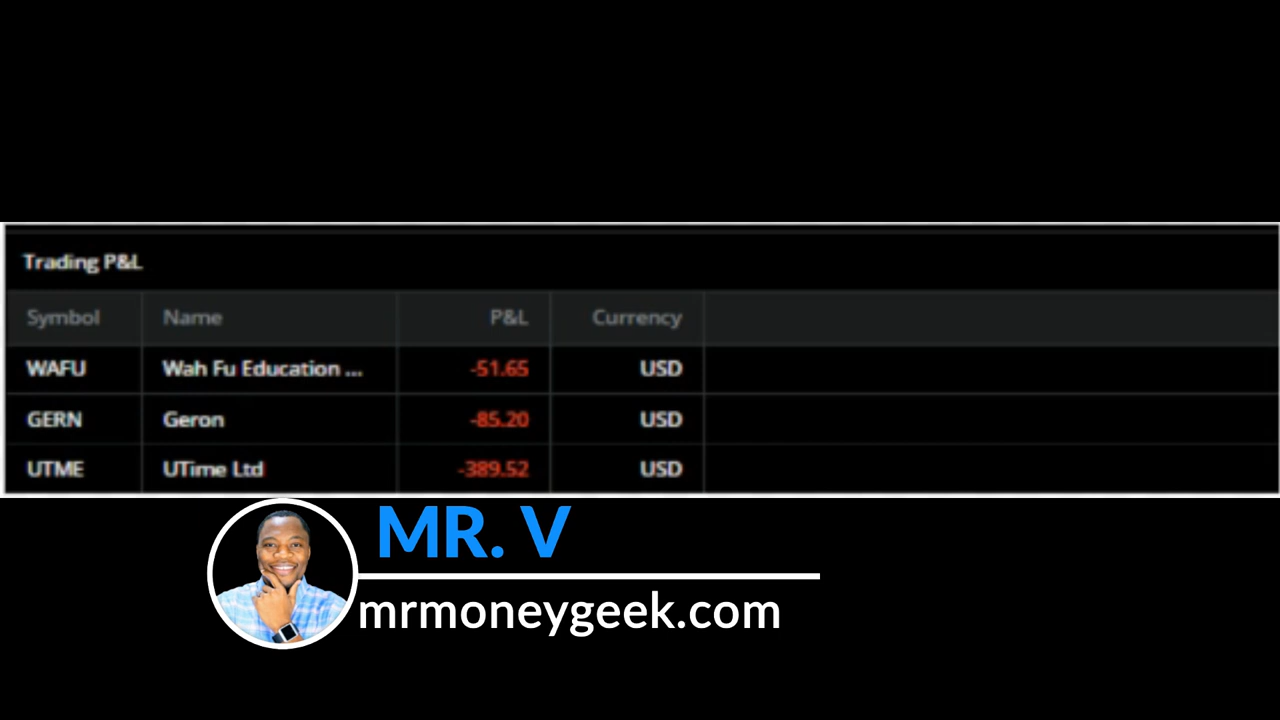 Trading P&L
Symbol Name P&L Currency
WAFU Wah Fu Education ... -51.65 USD
GERN Geron -85.20 USD
UTME UTime Ltd -389.52 USD
MR. V
mrmoneygeek.com